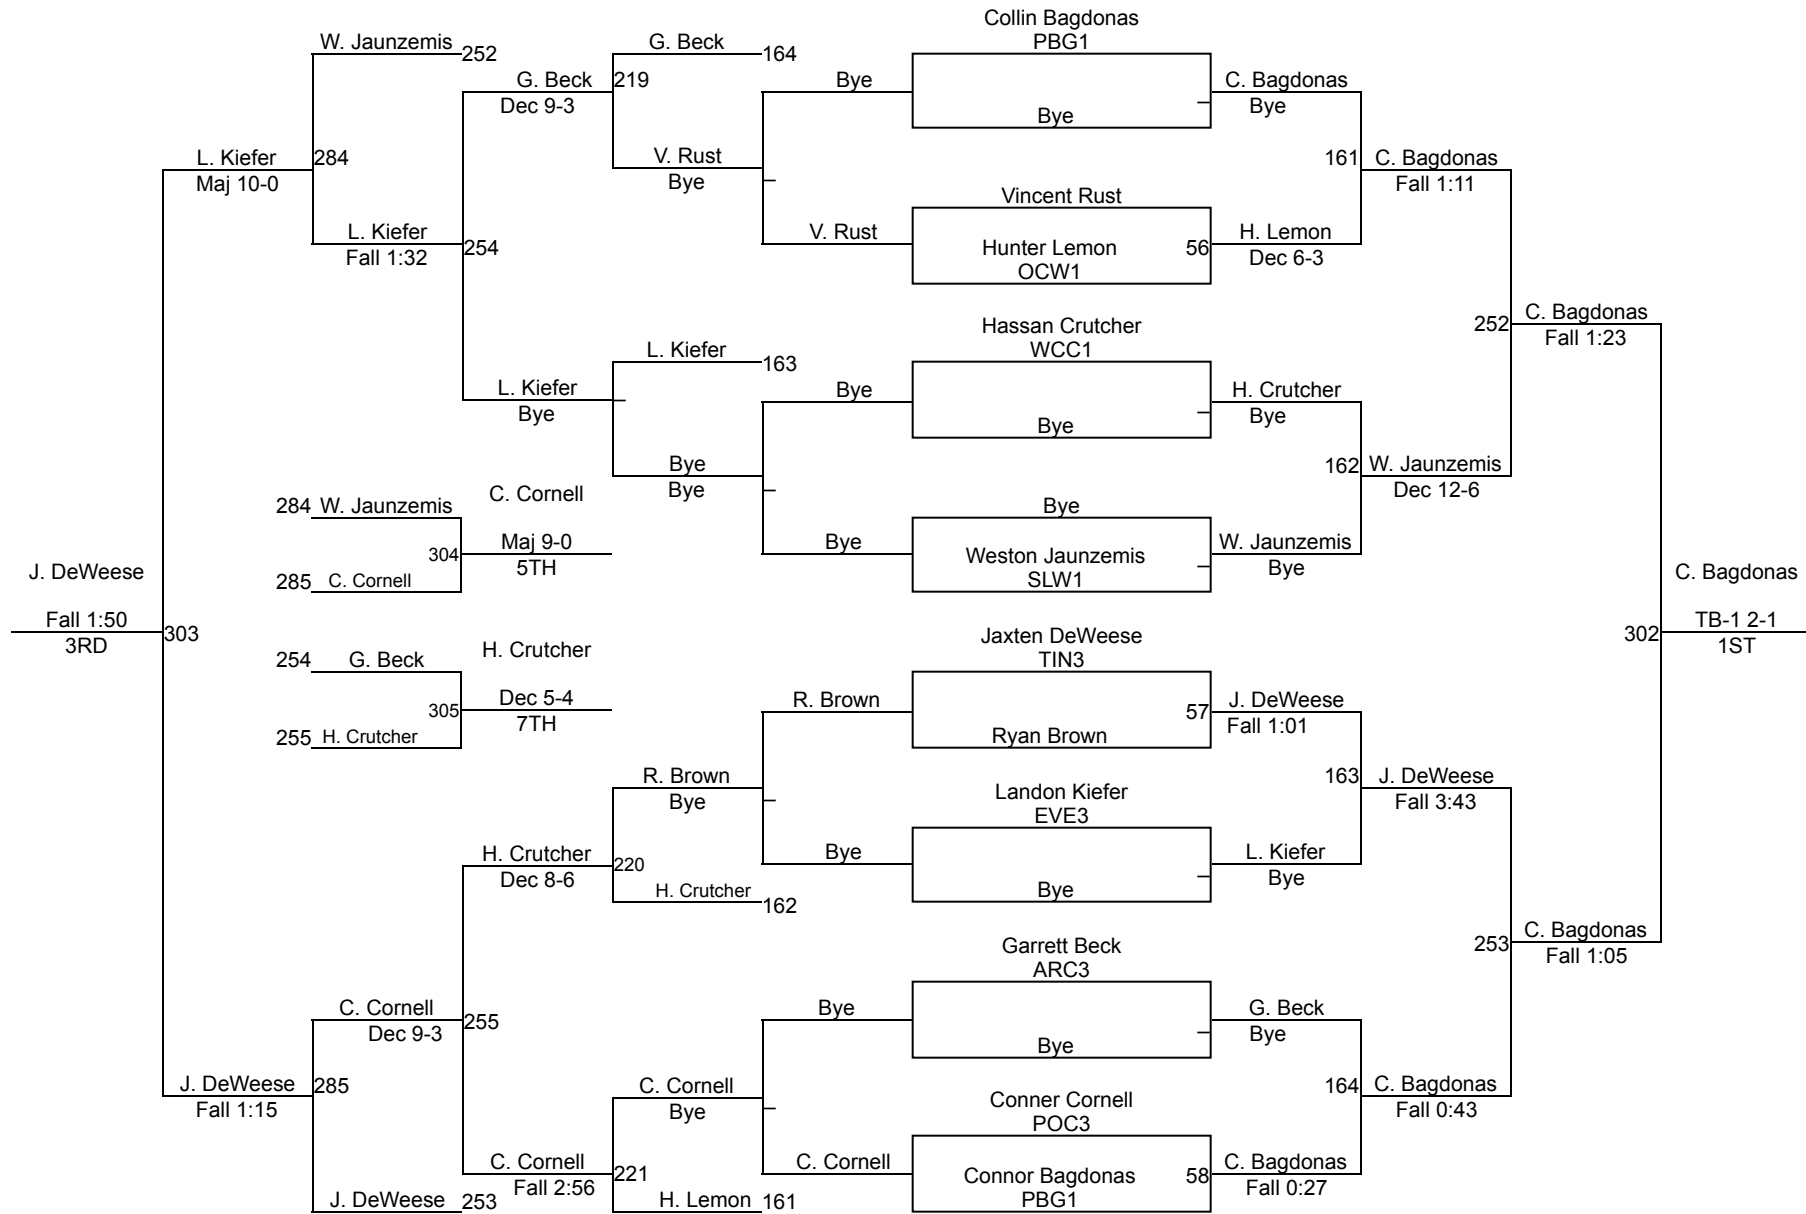 Collin Bagdonas
W. Jaunzemis
252
G. Beck
164
PBG1
G. Beck
219
Dec 9-3
Bye
C. Bagdonas
Bye
Bye
L. Kiefer
284
Maj 10-0
V. Rust
Bye
161
C. Bagdonas
Fall 1:11
Vincent Rust
L. Kiefer
254
Fall 1:32
V. Rust
Hunter Lemon
56
OCW1
H. Lemon
Dec 6-3
Hassan Crutcher
WCC1
252
C. Bagdonas
Fall 1:23
L. Kiefer
163
L. Kiefer
Bye
Bye
H. Crutcher
Bye
Bye
Bye
Bye
162
W. Jaunzemis
Dec 12-6
284
W. Jaunzemis
C. Cornell
Bye
304
Maj 9-0
5TH
Bye
Weston Jaunzemis
SLW1
W. Jaunzemis
Bye
285
C. Cornell
J. DeWeese
Fall 1:50
303
3RD
C. Bagdonas
302
TB-1 2-1
1ST
254
G. Beck
H. Crutcher
Jaxten DeWeese
TIN3
305
Dec 5-4
7TH
R. Brown
57
J. DeWeese
Fall 1:01
255
H. Crutcher
Ryan Brown
R. Brown
Bye
Landon Kiefer
EVE3
163
J. DeWeese
Fall 3:43
H. Crutcher
220
Dec 8-6
Bye
Bye
L. Kiefer
Bye
H. Crutcher
162
Garrett Beck
ARC3
253
C. Bagdonas
Fall 1:05
C. Cornell
255
Dec 9-3
Bye
Bye
G. Beck
Bye
J. DeWeese
285
Fall 1:15
C. Cornell
Bye
Conner Cornell
POC3
164
C. Bagdonas
Fall 0:43
C. Cornell
221
Fall 2:56
C. Cornell
Connor Bagdonas
58
PBG1
C. Bagdonas
Fall 0:27
J. DeWeese
253
H. Lemon
161